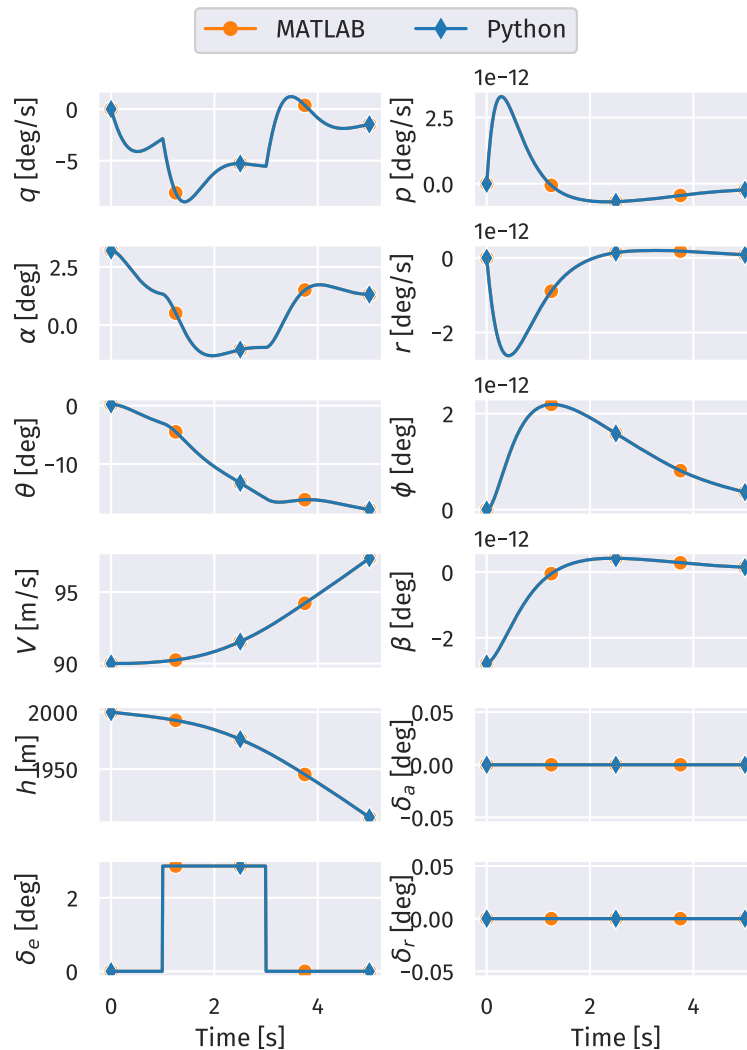 MATLAB Python
1e−12
q [deg/s]
0
−5
p [deg/s]
2.5
0.0
1e−12
α [deg]
2.5
0.0
r [deg/s]
0
−2
1e−12
θ [deg]
0
−10
ϕ [deg]
2
0
1e−12
V [m/s]
95
90
β [deg]
0
−2
h [m]
2000
1950
δa [deg]
0.05
0.00
-0.05
δe [deg]
2
0
δr [deg]
0.05
0.00
-0.05
0 2 4
0 2 4
Time [s]
Time [s]